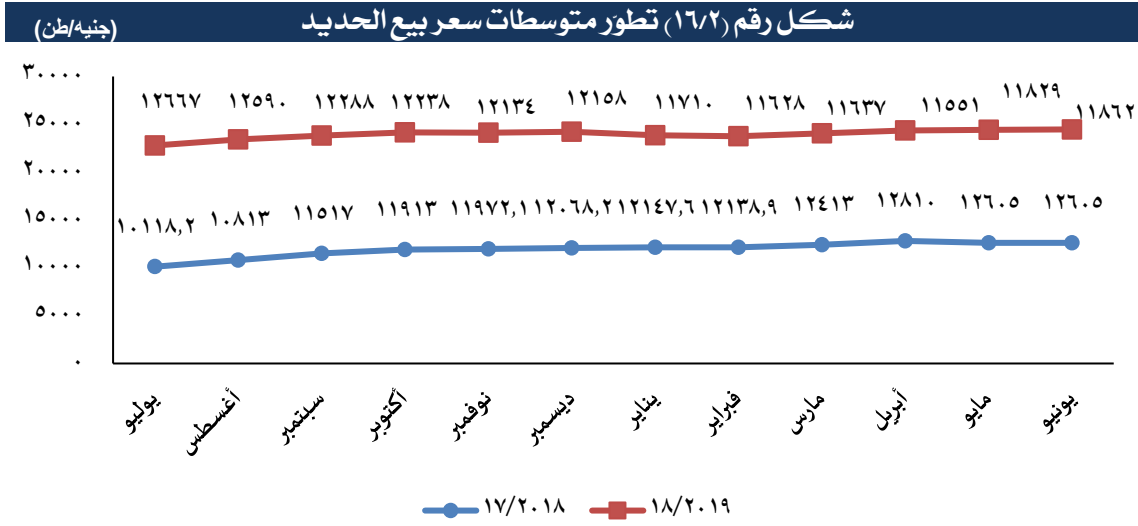 شكل رقم (١٦/٢) تطور متوسطات سعر بيع الحديد
(جنيه/طن)
٣٠٠٠٠
٢٥٠٠٠
٢٠٠٠٠
١٥٠٠٠
١٠٠٠٠
٥٠٠٠
٠
١٢٦٦٧ ١٢٥٩٠ ١٢٢٨٨ ١٢٢٣٨ ١٢١٣٤ ١٢١٥٨ ١١٧١٠ ١١٦٢٨ ١١٦٣٧ ١١٥٥١ ١١٨٢٩ ١١٨٦٢
١٠١١٨,٢ ١٠٨١٣ ١١٥١٧ ١١٩١٣ ١١٩٧٢,١ ١٢٠٦٨,٢ ١٢١٤٧,٦ ١٢١٣٨,٩ ١٢٤١٣ ١٢٨١٠ ١٢٦٠٥ ١٢٦٠٥
يوليو أغسطس سبتمبر أكتوبر نوفمبر ديسمبر يناير فبراير مارس أبريل مايو يونيو
١٧/٢٠١٨ ١٨/٢٠١٩